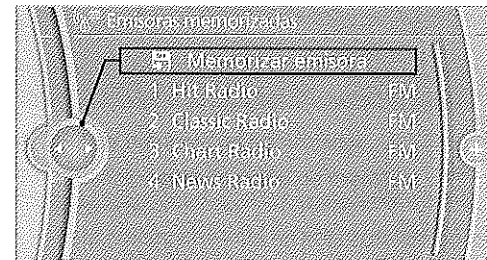 Emisoras memorizadas
Memorizar emisora
1 Hit Radio FM
2 Classic Radio FM
3 Chart Radio FM
4 News Radio FM